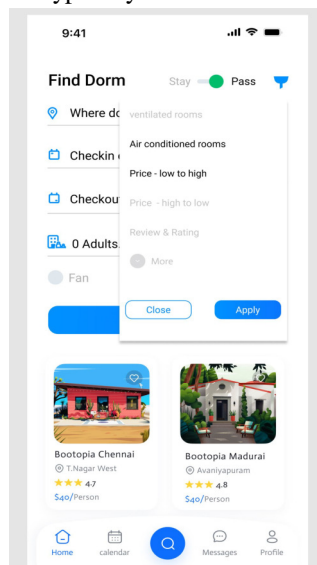 9:41
Find Dorm
Stay
Pass
Where do
ventilated rooms
Air conditioned rooms
Checkin
Price - low to high
Checkou
Price - high to low
0 Adults
Review & Rating
Fan
More
Close
Apply
Bootopia Chennai
T.Nagar West
4.7
$40/Person
Bootopia Madurai
Avaniyapuram
4.8
$40/Person
Home
calendar
Messages
Profile